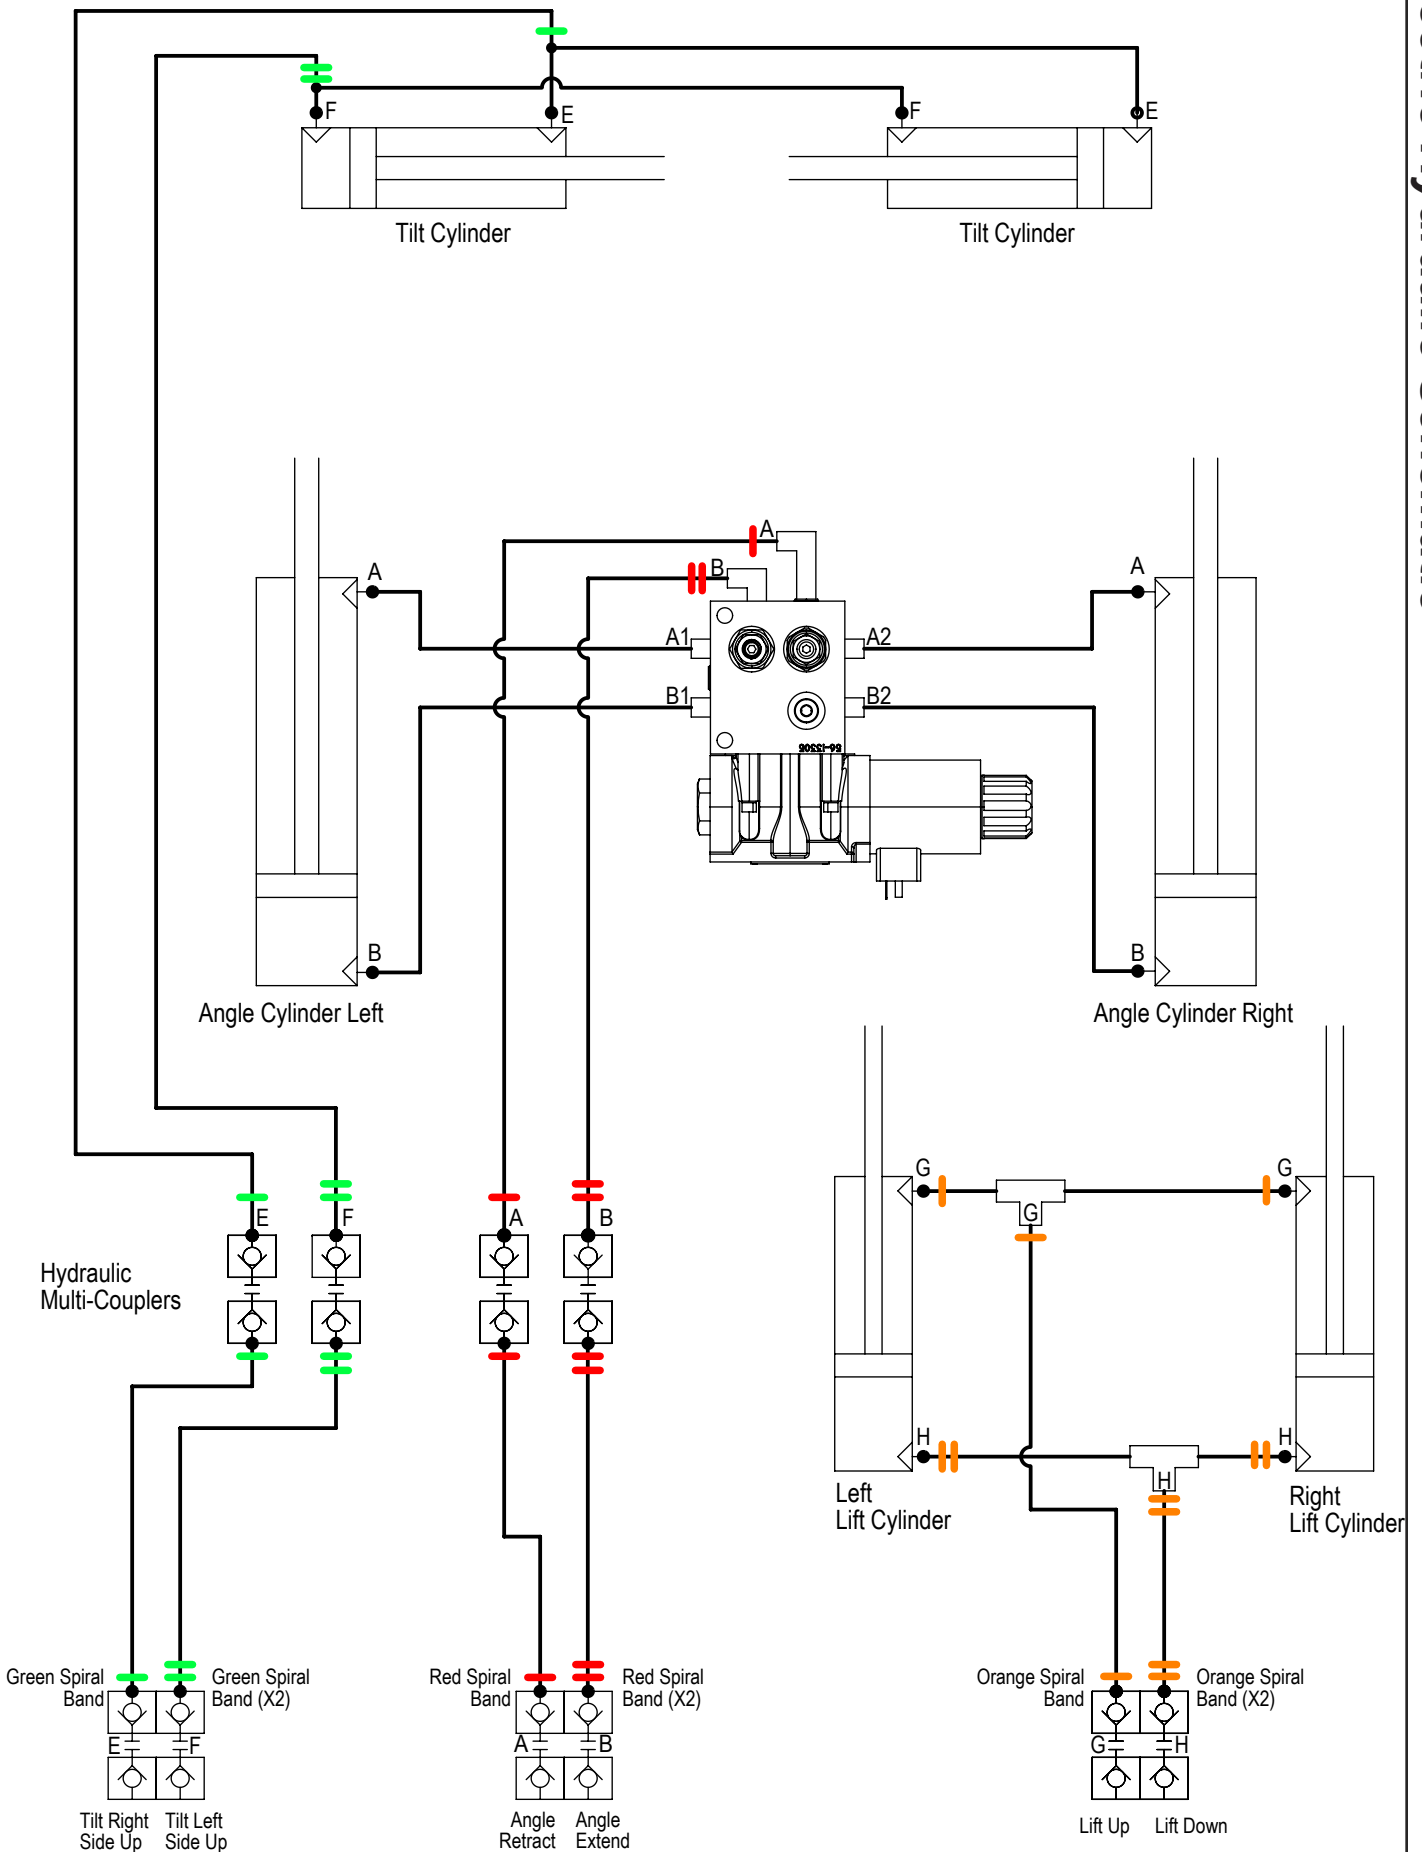 F
E
F
E
Tilt Cylinder
Tilt Cylinder
A
B
A
A
A1
A2
B1
B2
56-13305
B
B
Angle Cylinder Left
Angle Cylinder Right
G
G
G
E
F
A
B
Hydraulic
Multi-Couplers
H
H
H
Left
Lift Cylinder
Right
Lift Cylinder
Green Spiral
Band
Green Spiral
Band (X2)
Red Spiral
Band
Red Spiral
Band (X2)
Orange Spiral
Band
Orange Spiral
Band (X2)
E
F
A
B
G
H
Tilt Right
Side Up
Tilt Left
Side Up
Angle
Retract
Angle
Extend
Lift Up
Lift Down